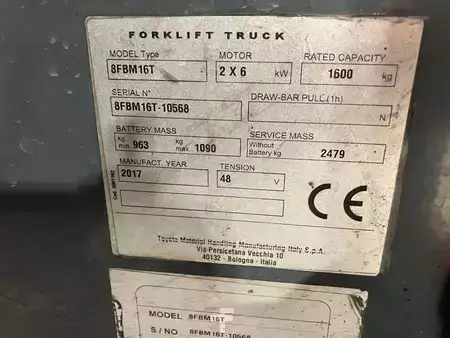 FORKLIFT TRUCK
MODEL Type MOTOR RATED CAPACITY
8FBM16T 2 X 6 kW 1600 kg
SERIAL N° DRAW-BAR PULL (1h)
8FBM16T-10568 N
BATTERY MASS SERVICE MASS
kg min. 963 kg max 1090 Without Battery kg 2479
MANUFACT. YEAR TENSION
2017 48 V
CE
Toyota Material Handling Manufacturing Italy S.p.A.
Via Persicetana Vecchia 10
40132 - Bologna - Italia
MODEL 8FBM16T
S / NO 8FBM16T-10568